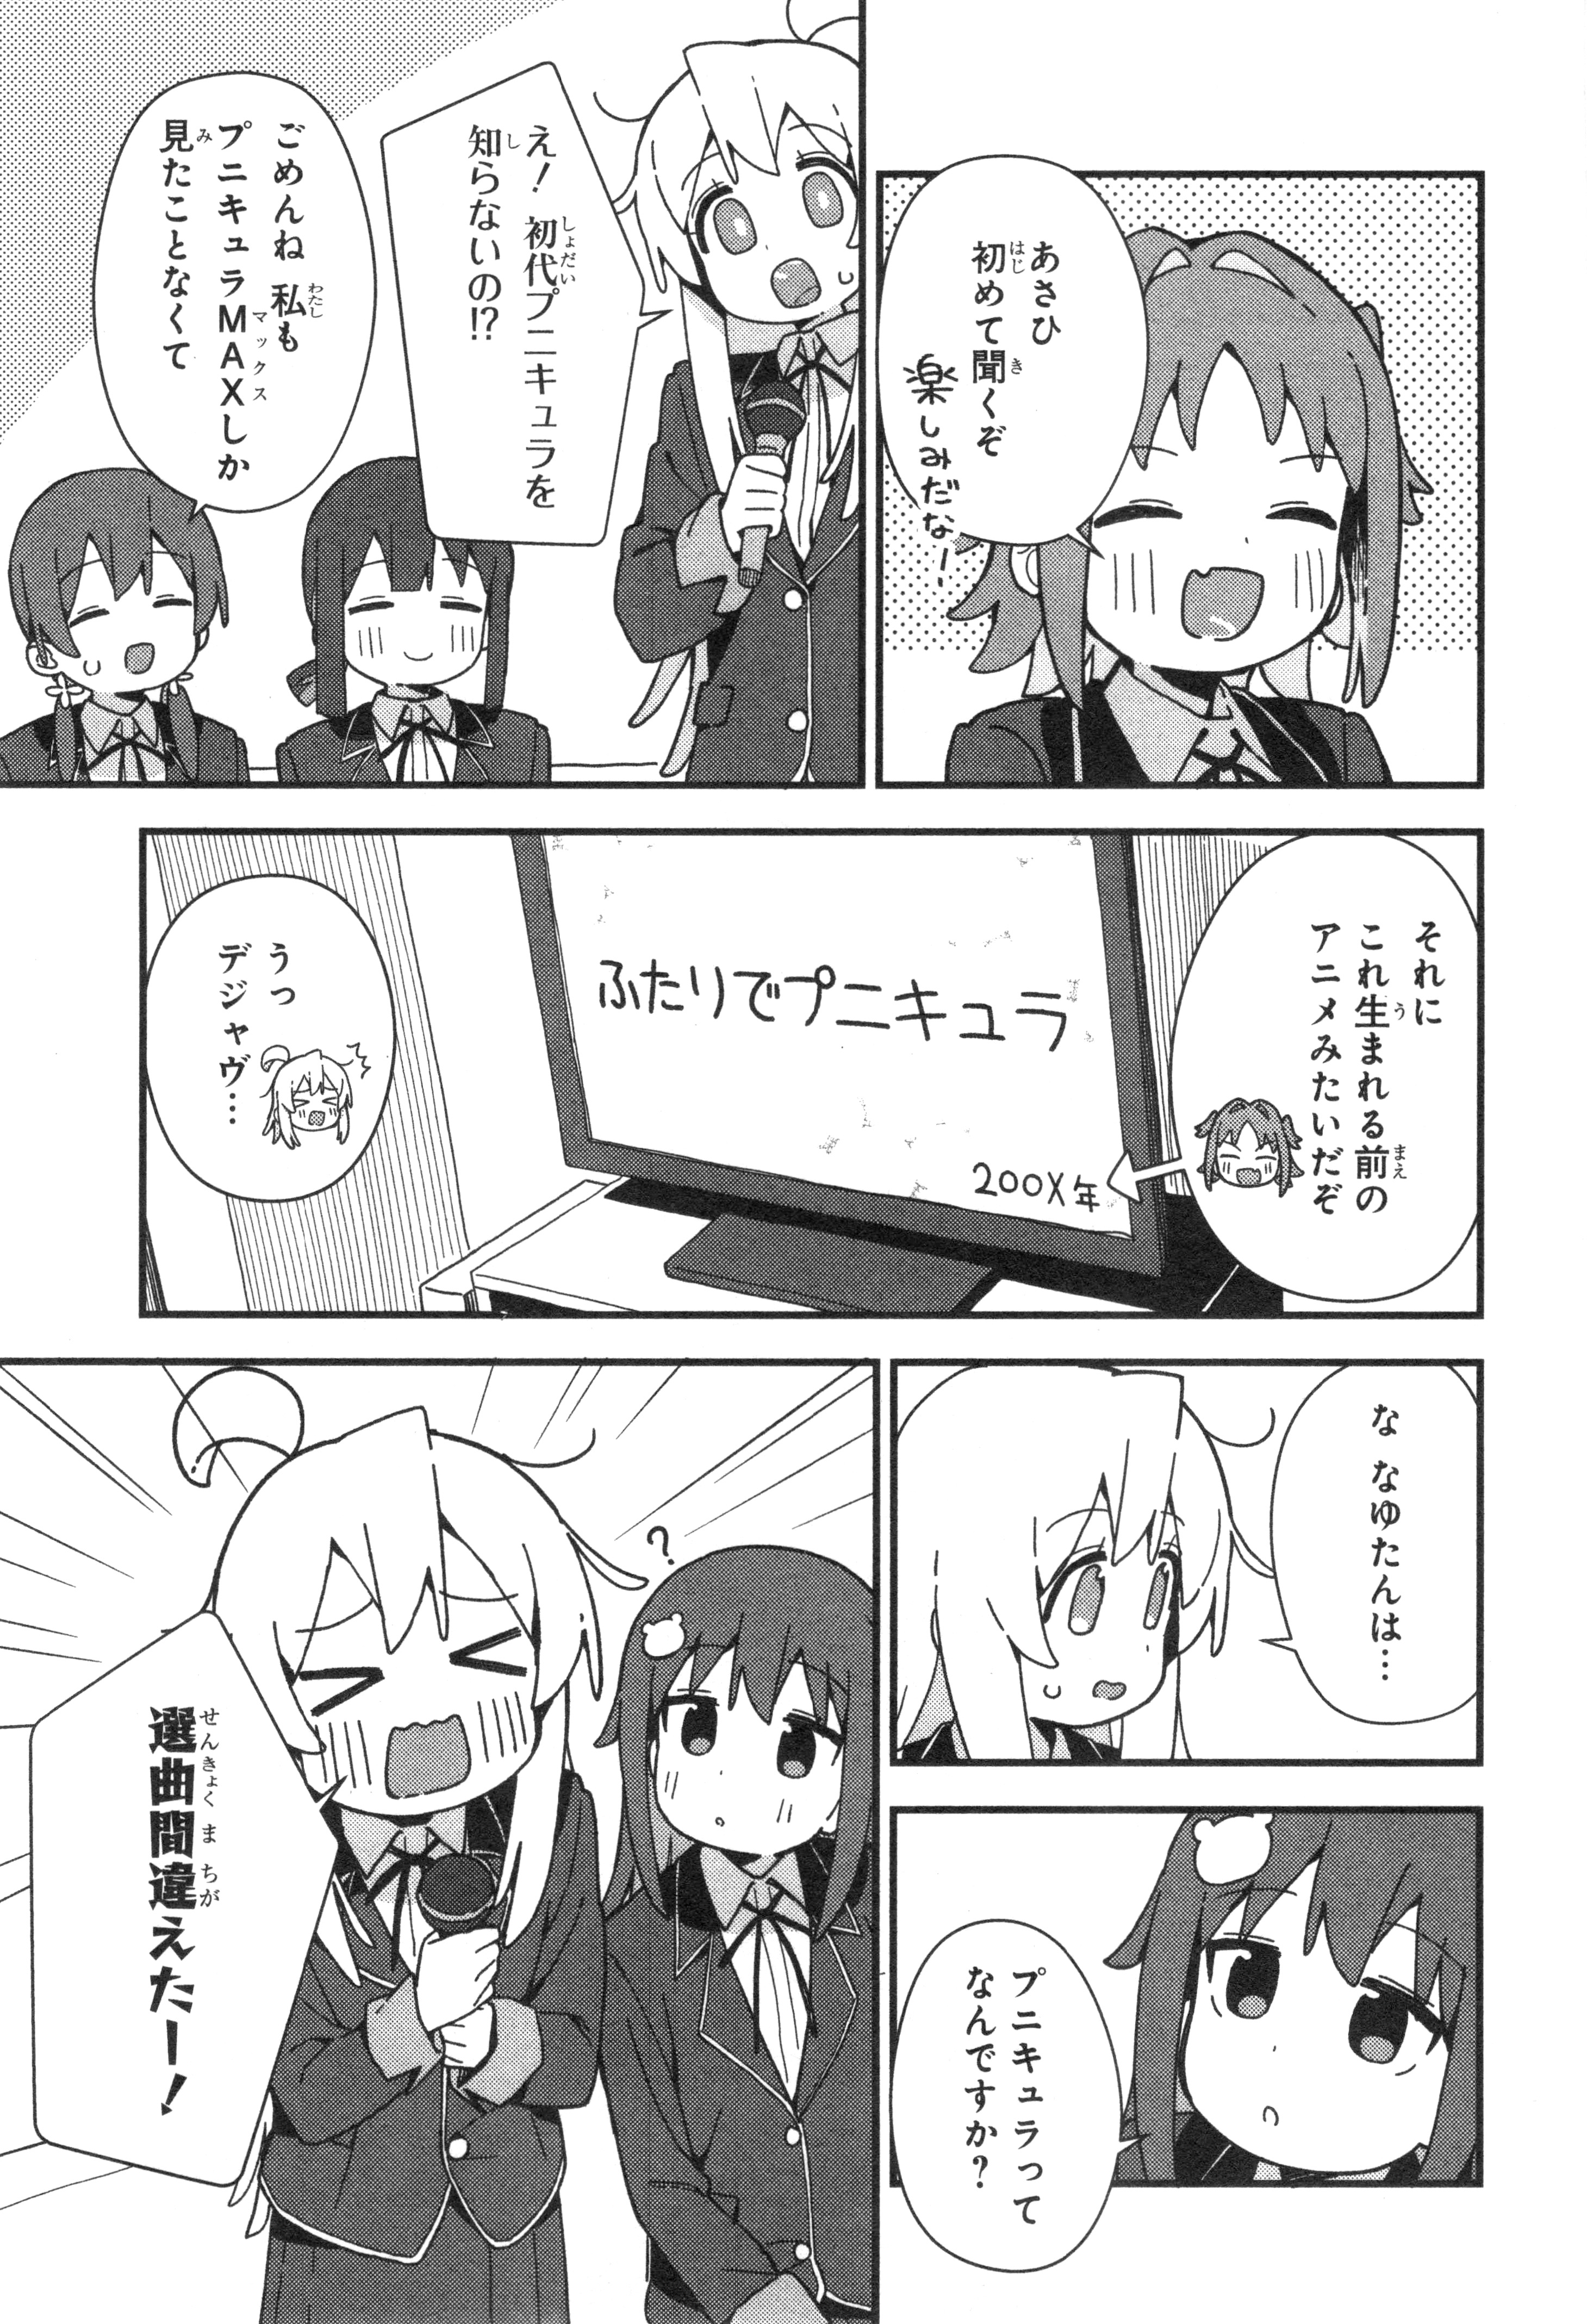 あさひ
初めて聞くぞ
楽しみだなー
え！初代プニキュラを
知らないの!?
ごめんね 私も
プニキュラMAXしか
見たことなくて
それに
これ生まれる前の
アニメみたいだぞ
ふたりでプニキュラ
200X年
うっ
デジャヴ…
な なゆたんは…
プニキュラって
なんですか？
?
選曲間違えたー！